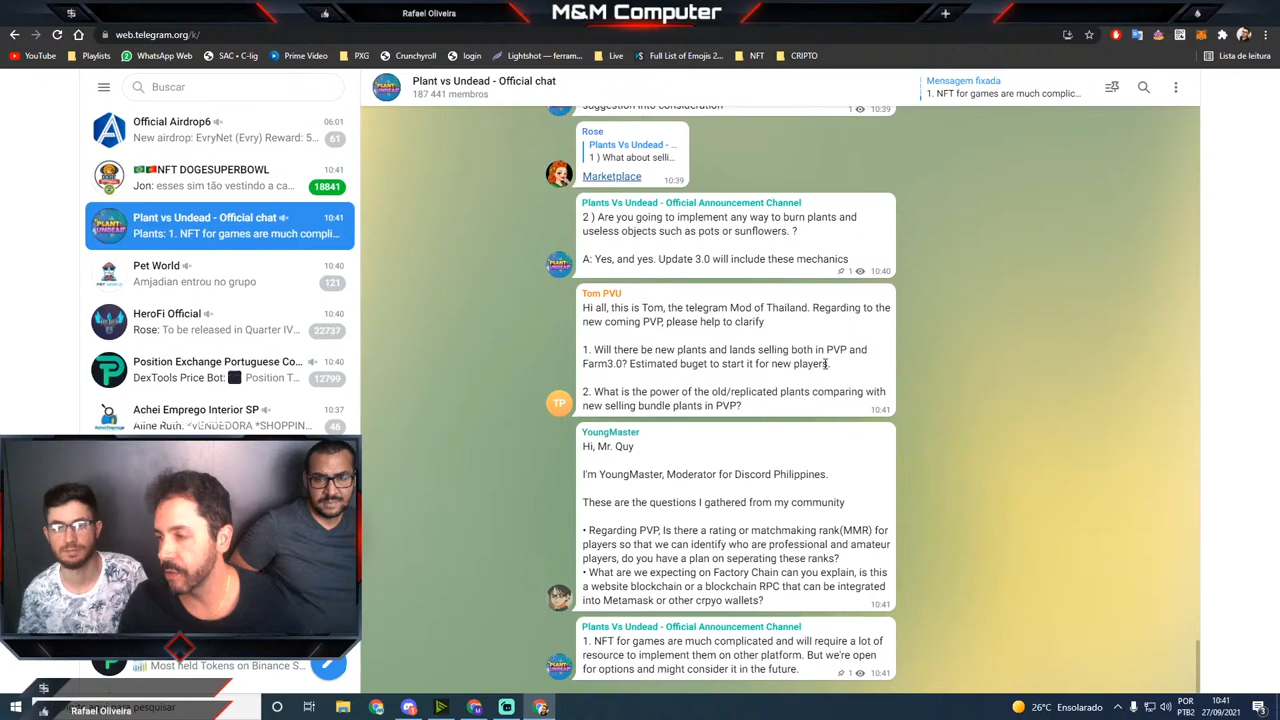 Rafael Oliveira
M&M Computer
web.telegram.org/k/
YouTube
Playlists
WhatsApp Web
SAC • C-lig
Prime Video
PXG
Crunchyroll
login
Lightshot — ferram...
Live
Full List of Emojis 2...
NFT
CRIPTO
Lista de leitura
Buscar
Plant vs Undead - Official chat
187 441 membros
Mensagem fixada
1. NFT for games are much complic...
Official Airdrop6
06:01
New airdrop: EvryNet (Evry) Reward: 5...
61
NFT DOGESUPERBOWL
10:41
Jon: esses sim tão vestindo a ca...
18841
Plant vs Undead - Official chat
10:41
Plants: 1. NFT for games are much compli...
Pet World
10:40
Amjadian entrou no grupo
121
HeroFi Official
10:40
Rose: To be released in Quarter IV...
22737
Position Exchange Portuguese Co...
10:40
DexTools Price Bot: Position T...
12799
Achei Emprego Interior SP
10:37
Aline Ruth: *VENDEDORA *SHOPPIN...
46
Most held Tokens on Binance S...
suggestion into consideration
1 10:39
Rose
Plants Vs Undead - ...
1 ) What about selli...
Marketplace
10:39
Plants Vs Undead - Official Announcement Channel
2 ) Are you going to implement any way to burn plants and
useless objects such as pots or sunflowers. ?
A: Yes, and yes. Update 3.0 will include these mechanics
1 10:40
Tom PVU
Hi all, this is Tom, the telegram Mod of Thailand. Regarding to the
new coming PVP, please help to clarify
1. Will there be new plants and lands selling both in PVP and
Farm3.0? Estimated buget to start it for new players.
2. What is the power of the old/replicated plants comparing with
new selling bundle plants in PVP?
10:41
TP
YoungMaster
Hi, Mr. Quy
I'm YoungMaster, Moderator for Discord Philippines.
These are the questions I gathered from my community
• Regarding PVP, Is there a rating or matchmaking rank(MMR) for
players so that we can identify who are professional and amateur
players, do you have a plan on seperating these ranks?
• What are we expecting on Factory Chain can you explain, is this
a website blockchain or a blockchain RPC that can be integrated
into Metamask or other crpyo wallets?
10:41
Plants Vs Undead - Official Announcement Channel
1. NFT for games are much complicated and will require a lot of
resource to implement them on other platform. But we're open
for options and might consider it in the future.
1 10:41
aqui para pesquisar
Rafael Oliveira
26°C Ensolarado
POR
PTB2
10:41
27/09/2021